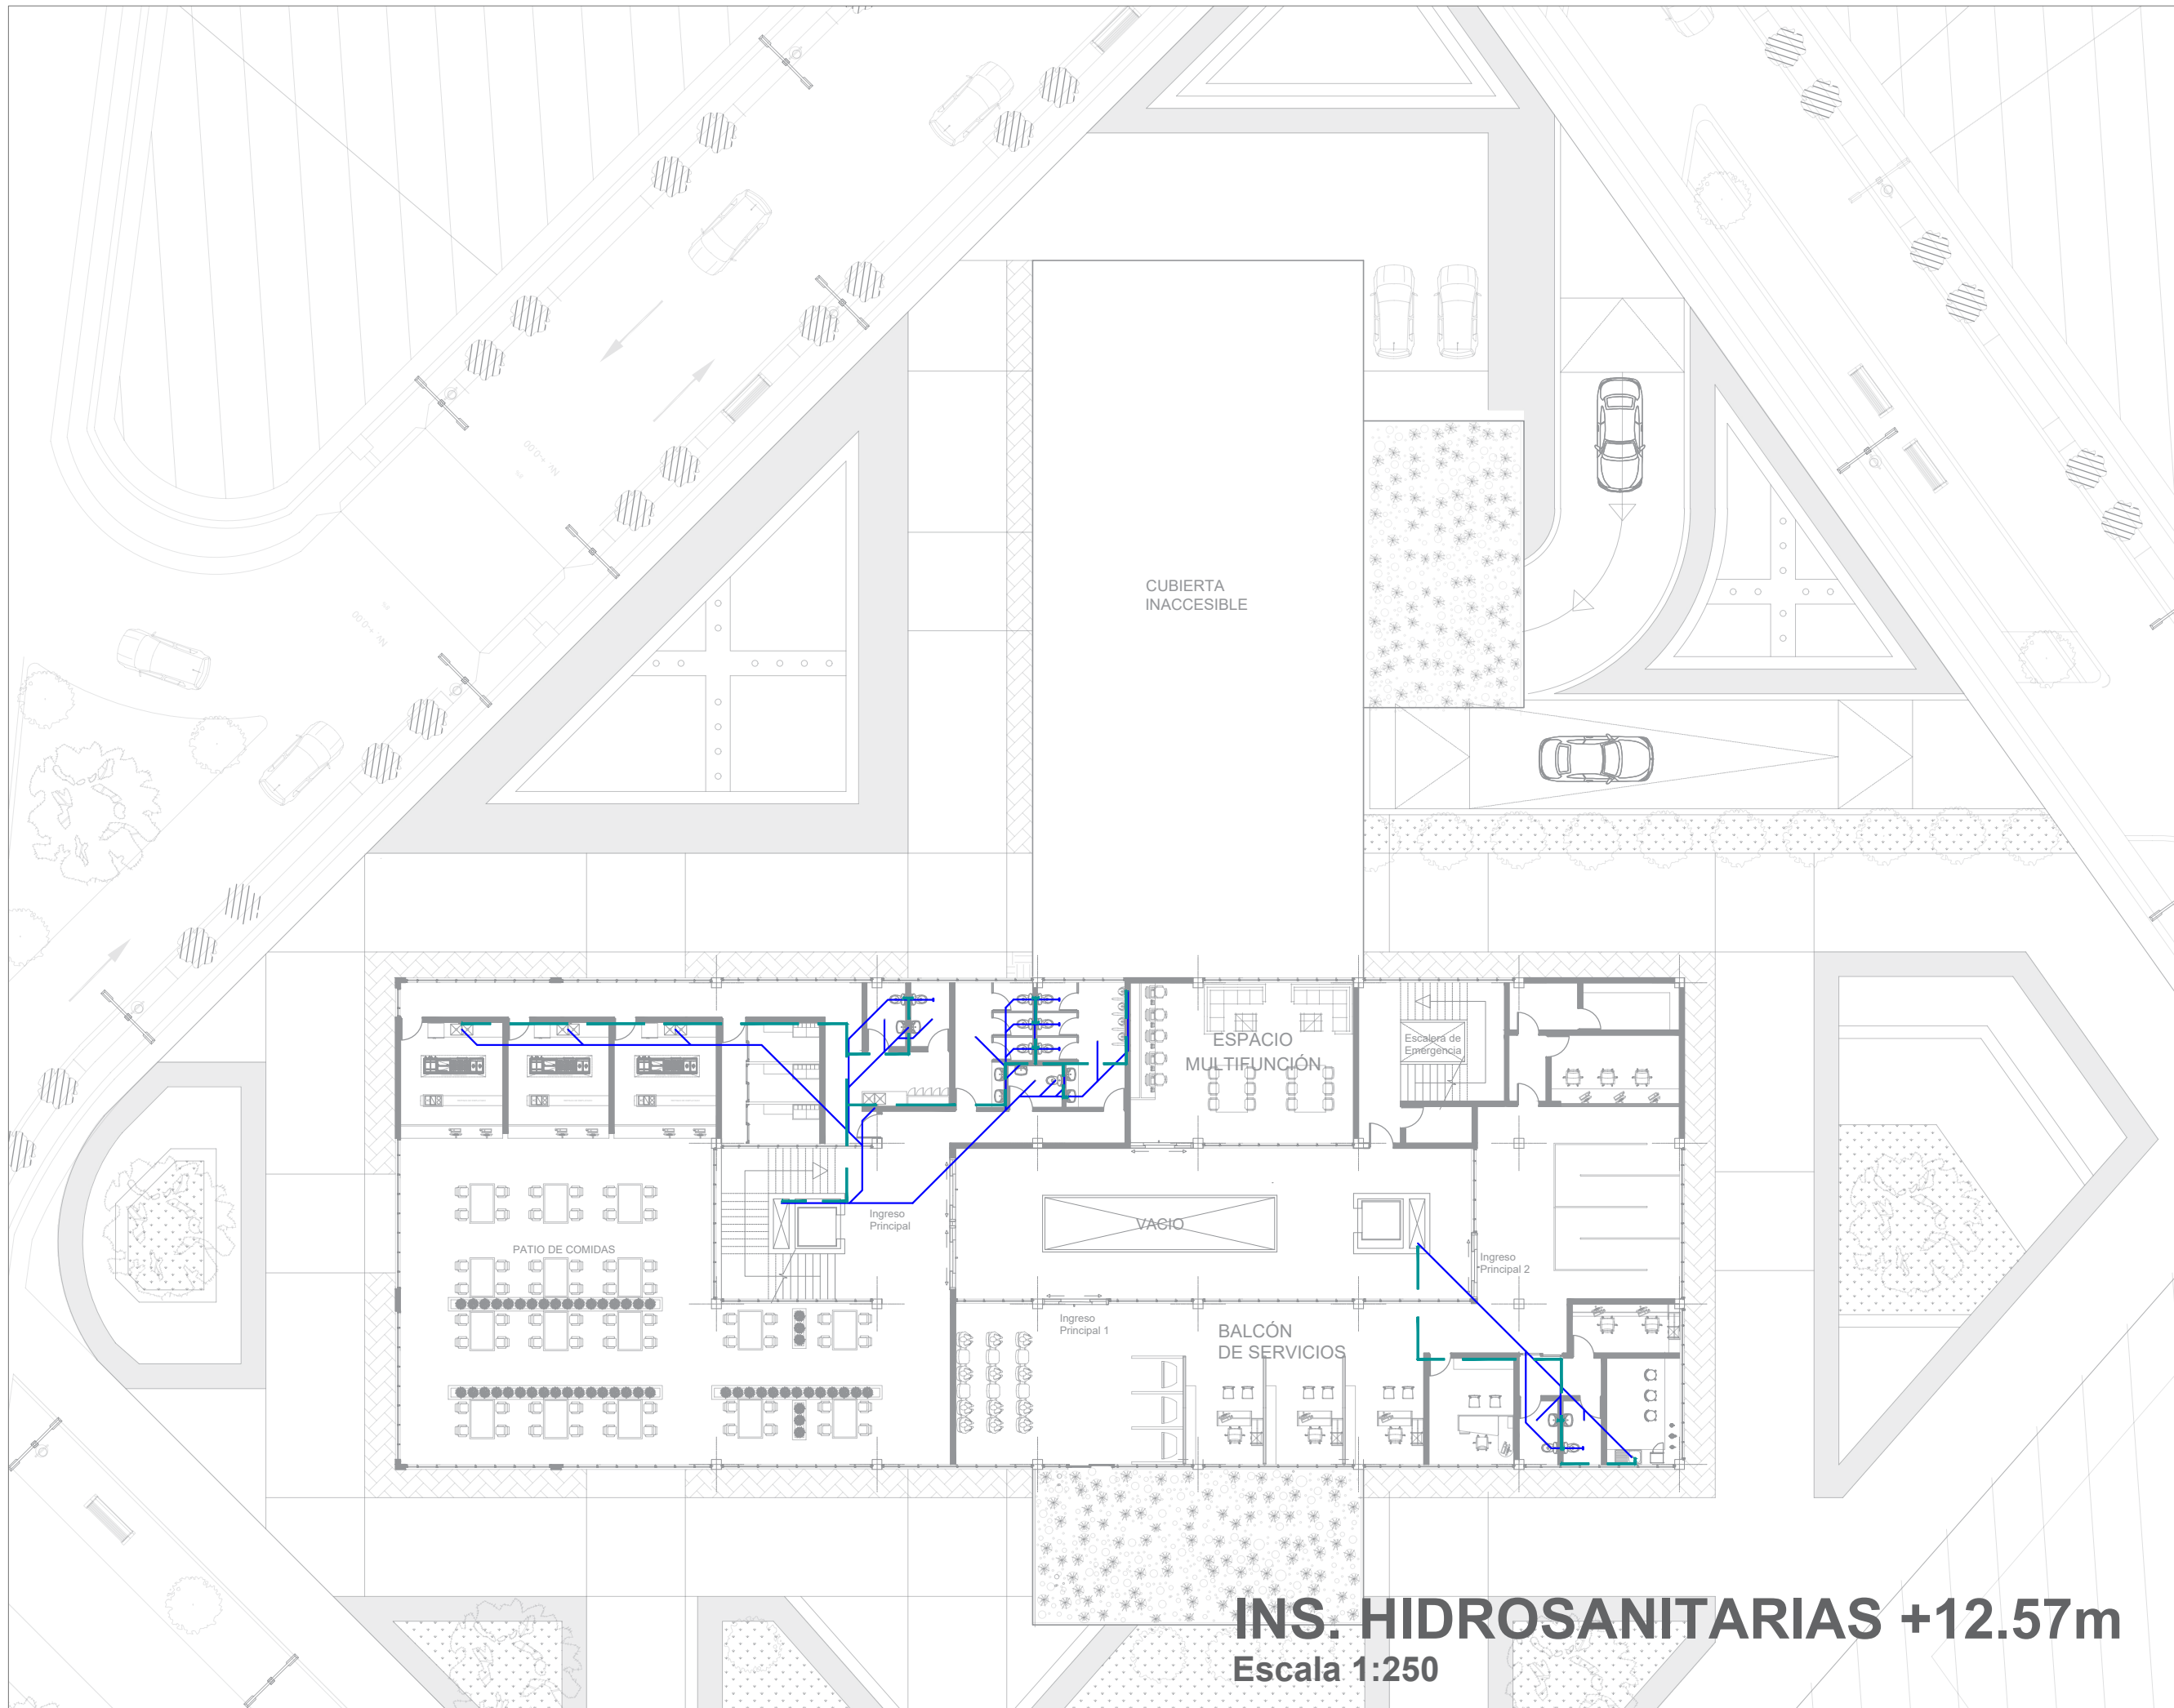 CUBIERTA
INACCESIBLE
ESPACIO
MULTIFUNCIÓN
Escalera de
Emergencia
Ingreso
Principal
VACIO
PATIO DE COMIDAS
Ingreso
Principal 2
Ingreso
Principal 1
BALCÓN
DE SERVICIOS
INS. HIDROSANITARIAS +12.57m
Escala 1:250